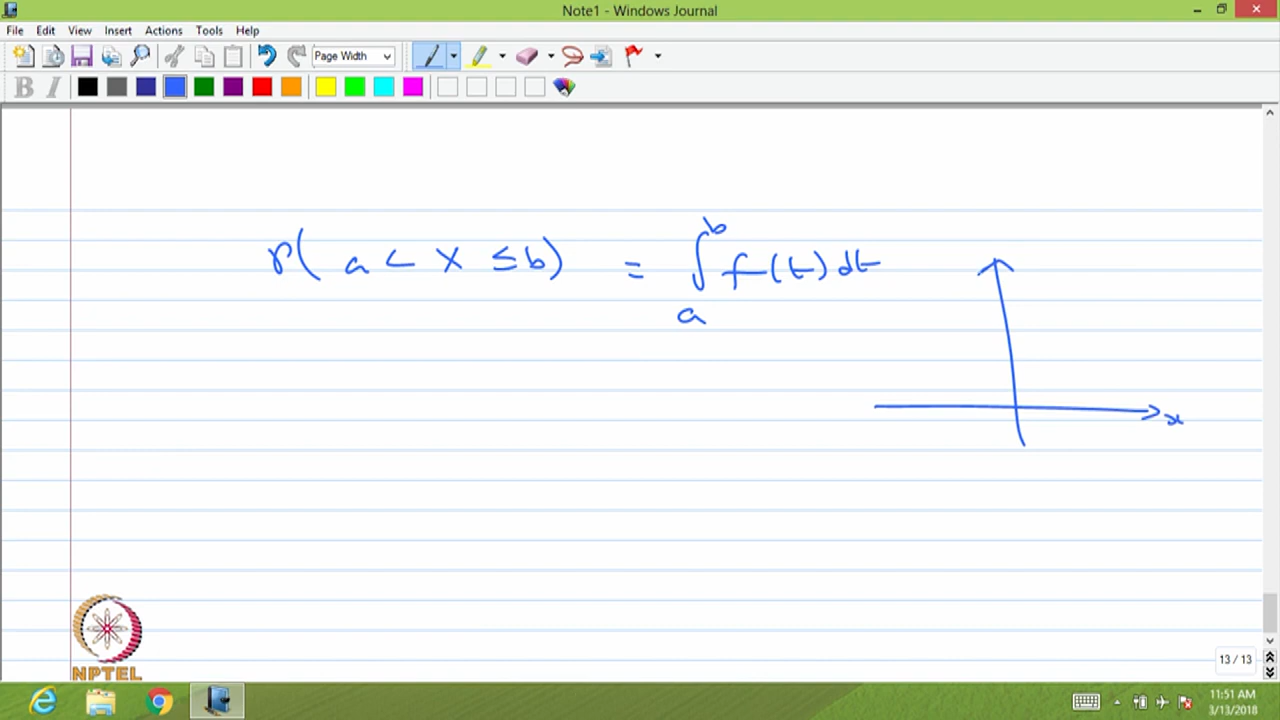 Note1 - Windows Journal
File Edit View Insert Actions Tools Help
Page Width
B I
P( a < X ≤ b) = ∫_a^b f(t) dt
x
NPTEL
13 / 13
11:51 AM
3/13/2018